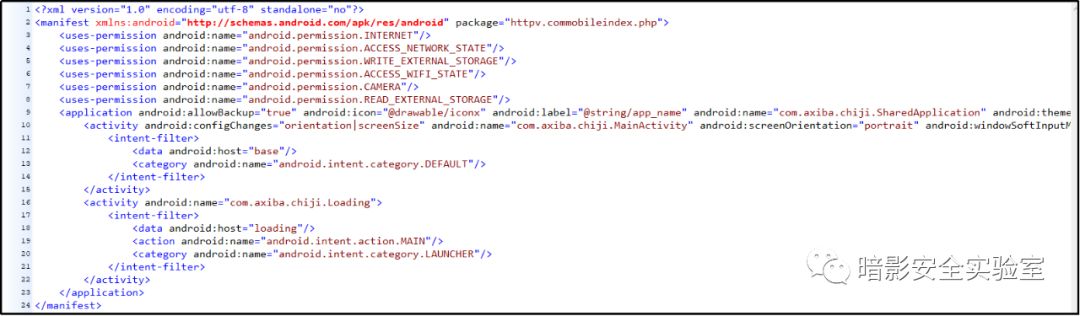 1 <?xml version="1.0" encoding="utf-8" standalone="no"?>
2 <manifest xmlns:android="http://schemas.android.com/apk/res/android" package="httpv.commobileindex.php">
3 <uses-permission android:name="android.permission.INTERNET"/>
4 <uses-permission android:name="android.permission.ACCESS_NETWORK_STATE"/>
5 <uses-permission android:name="android.permission.WRITE_EXTERNAL_STORAGE"/>
6 <uses-permission android:name="android.permission.ACCESS_WIFI_STATE"/>
7 <uses-permission android:name="android.permission.CAMERA"/>
8 <uses-permission android:name="android.permission.READ_EXTERNAL_STORAGE"/>
9 <application android:allowBackup="true" android:icon="@drawable/iconx" android:label="@string/app_name" android:name="com.axiba.chiji.SharedApplication" android:theme
10 <activity android:configChanges="orientation|screenSize" android:name="com.axiba.chiji.MainActivity" android:screenOrientation="portrait" android:windowSoftInputM
11 <intent-filter>
12 <data android:host="base"/>
13 <category android:name="android.intent.category.DEFAULT"/>
14 </intent-filter>
15 </activity>
16 <activity android:name="com.axiba.chiji.Loading">
17 <intent-filter>
18 <data android:host="loading"/>
19 <action android:name="android.intent.action.MAIN"/>
20 <category android:name="android.intent.category.LAUNCHER"/>
21 </intent-filter>
22 </activity>
23 </application>
24 </manifest>
暗影安全实验室